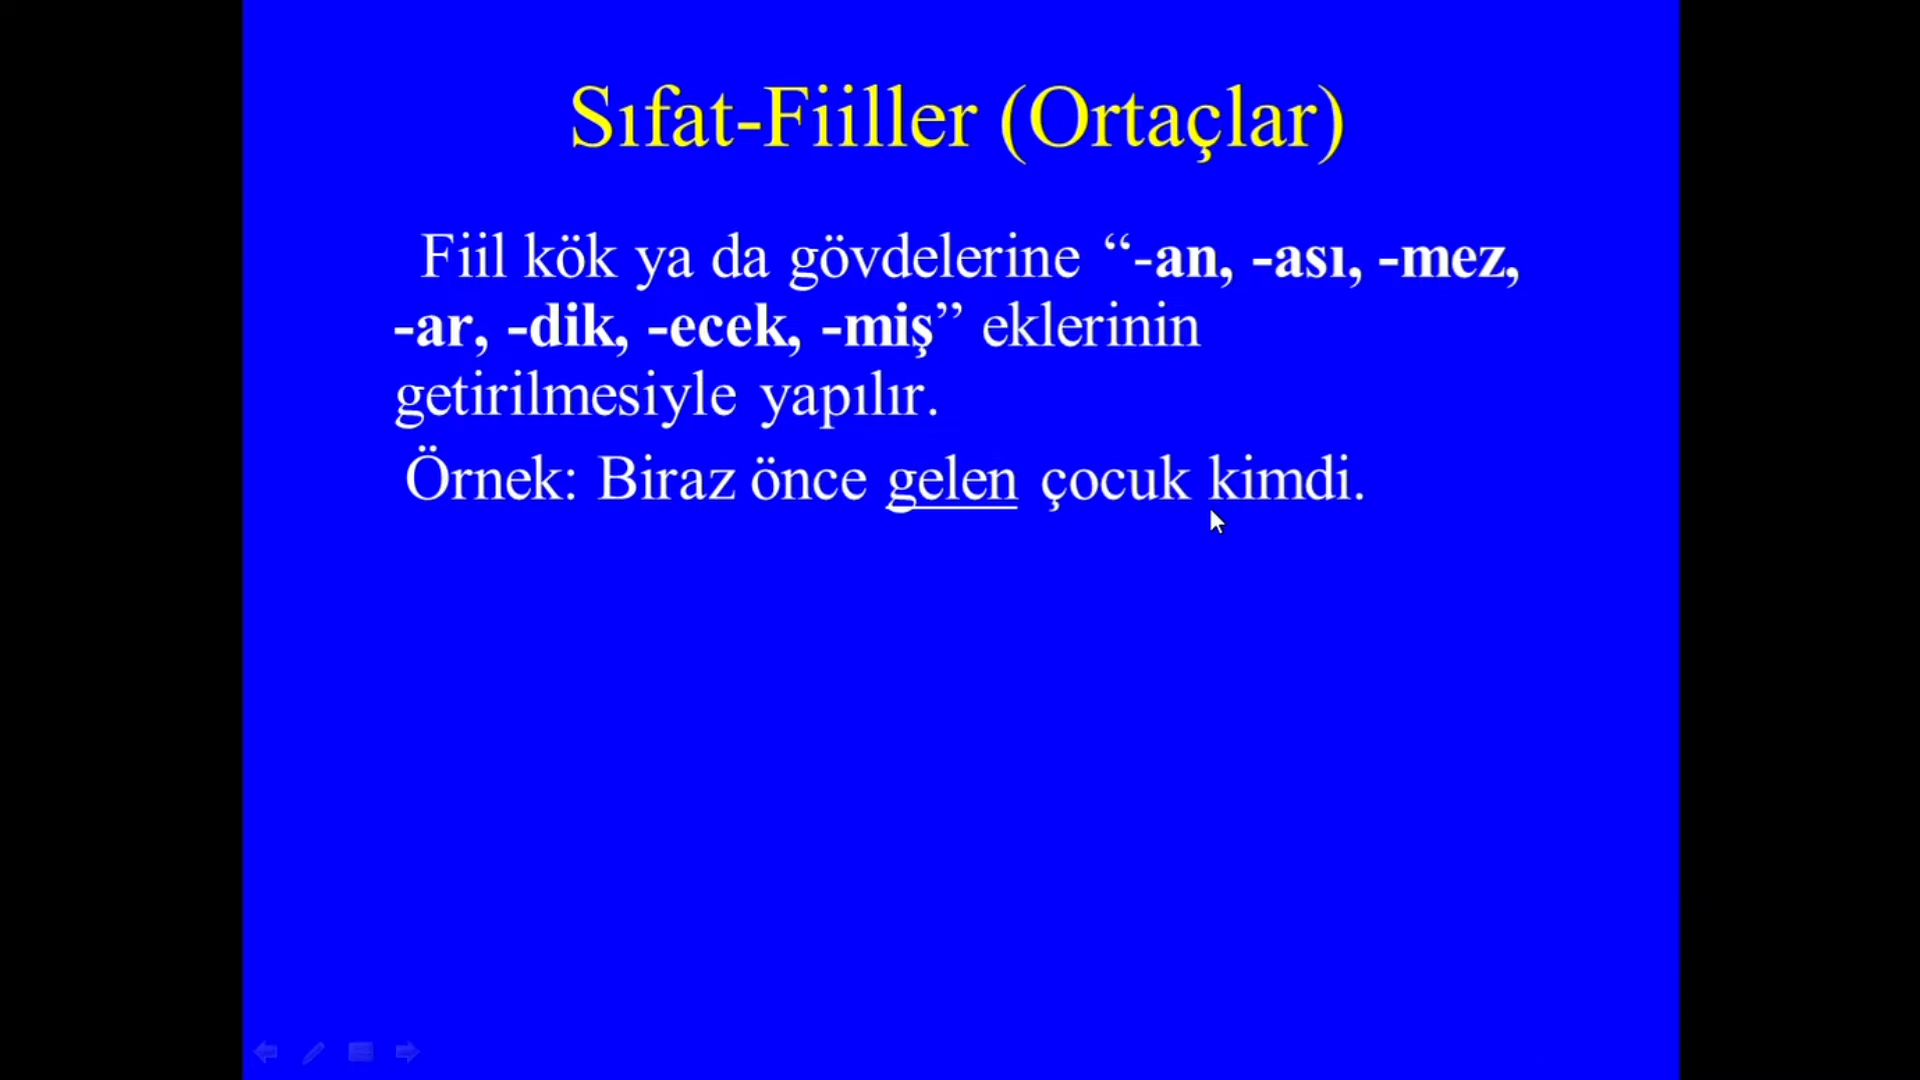 Sıfat-Fiiller (Ortaçlar)
Fiil kök ya da gövdelerine “-an, -ası, -mez,
-ar, -dik, -ecek, -miş” eklerinin
getirilmesiyle yapılır.
Örnek: Biraz önce gelen çocuk kimdi.